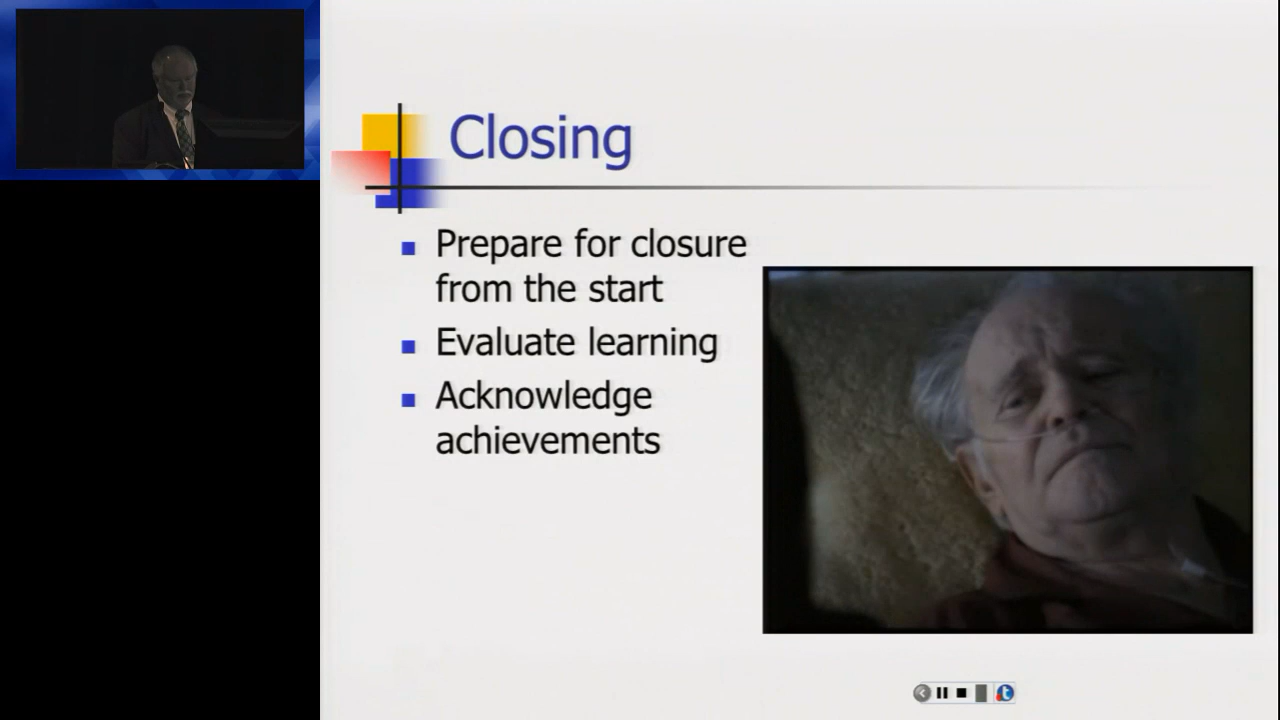 Closing
Prepare for closure
from the start
Evaluate learning
Acknowledge
achievements